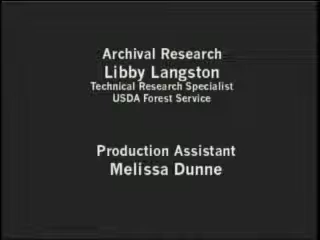 Archival Research
Libby Langston
Technical Research Specialist
USDA Forest Service
Production Assistant
Melissa Dunne